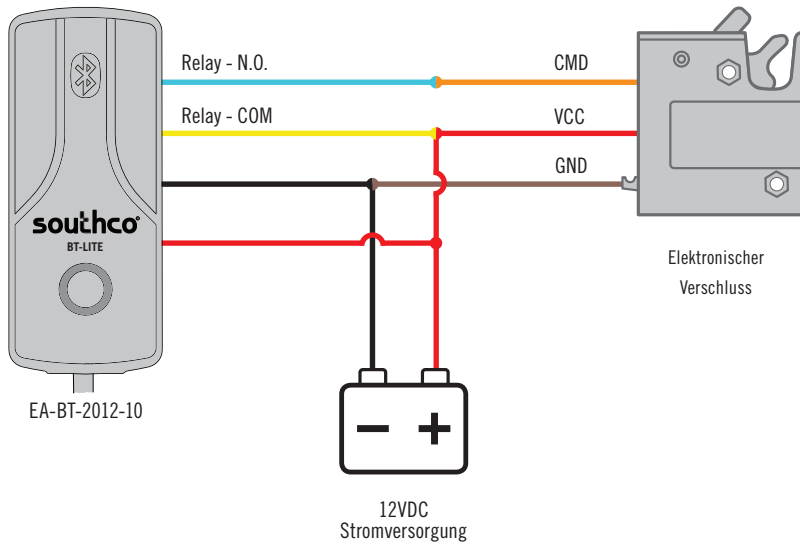 Relay - N.O.
CMD
Relay - COM
VCC
GND
southco®
BT-LITE
Elektronischer
Verschluss
EA-BT-2012-10
12VDC
Stromversorgung